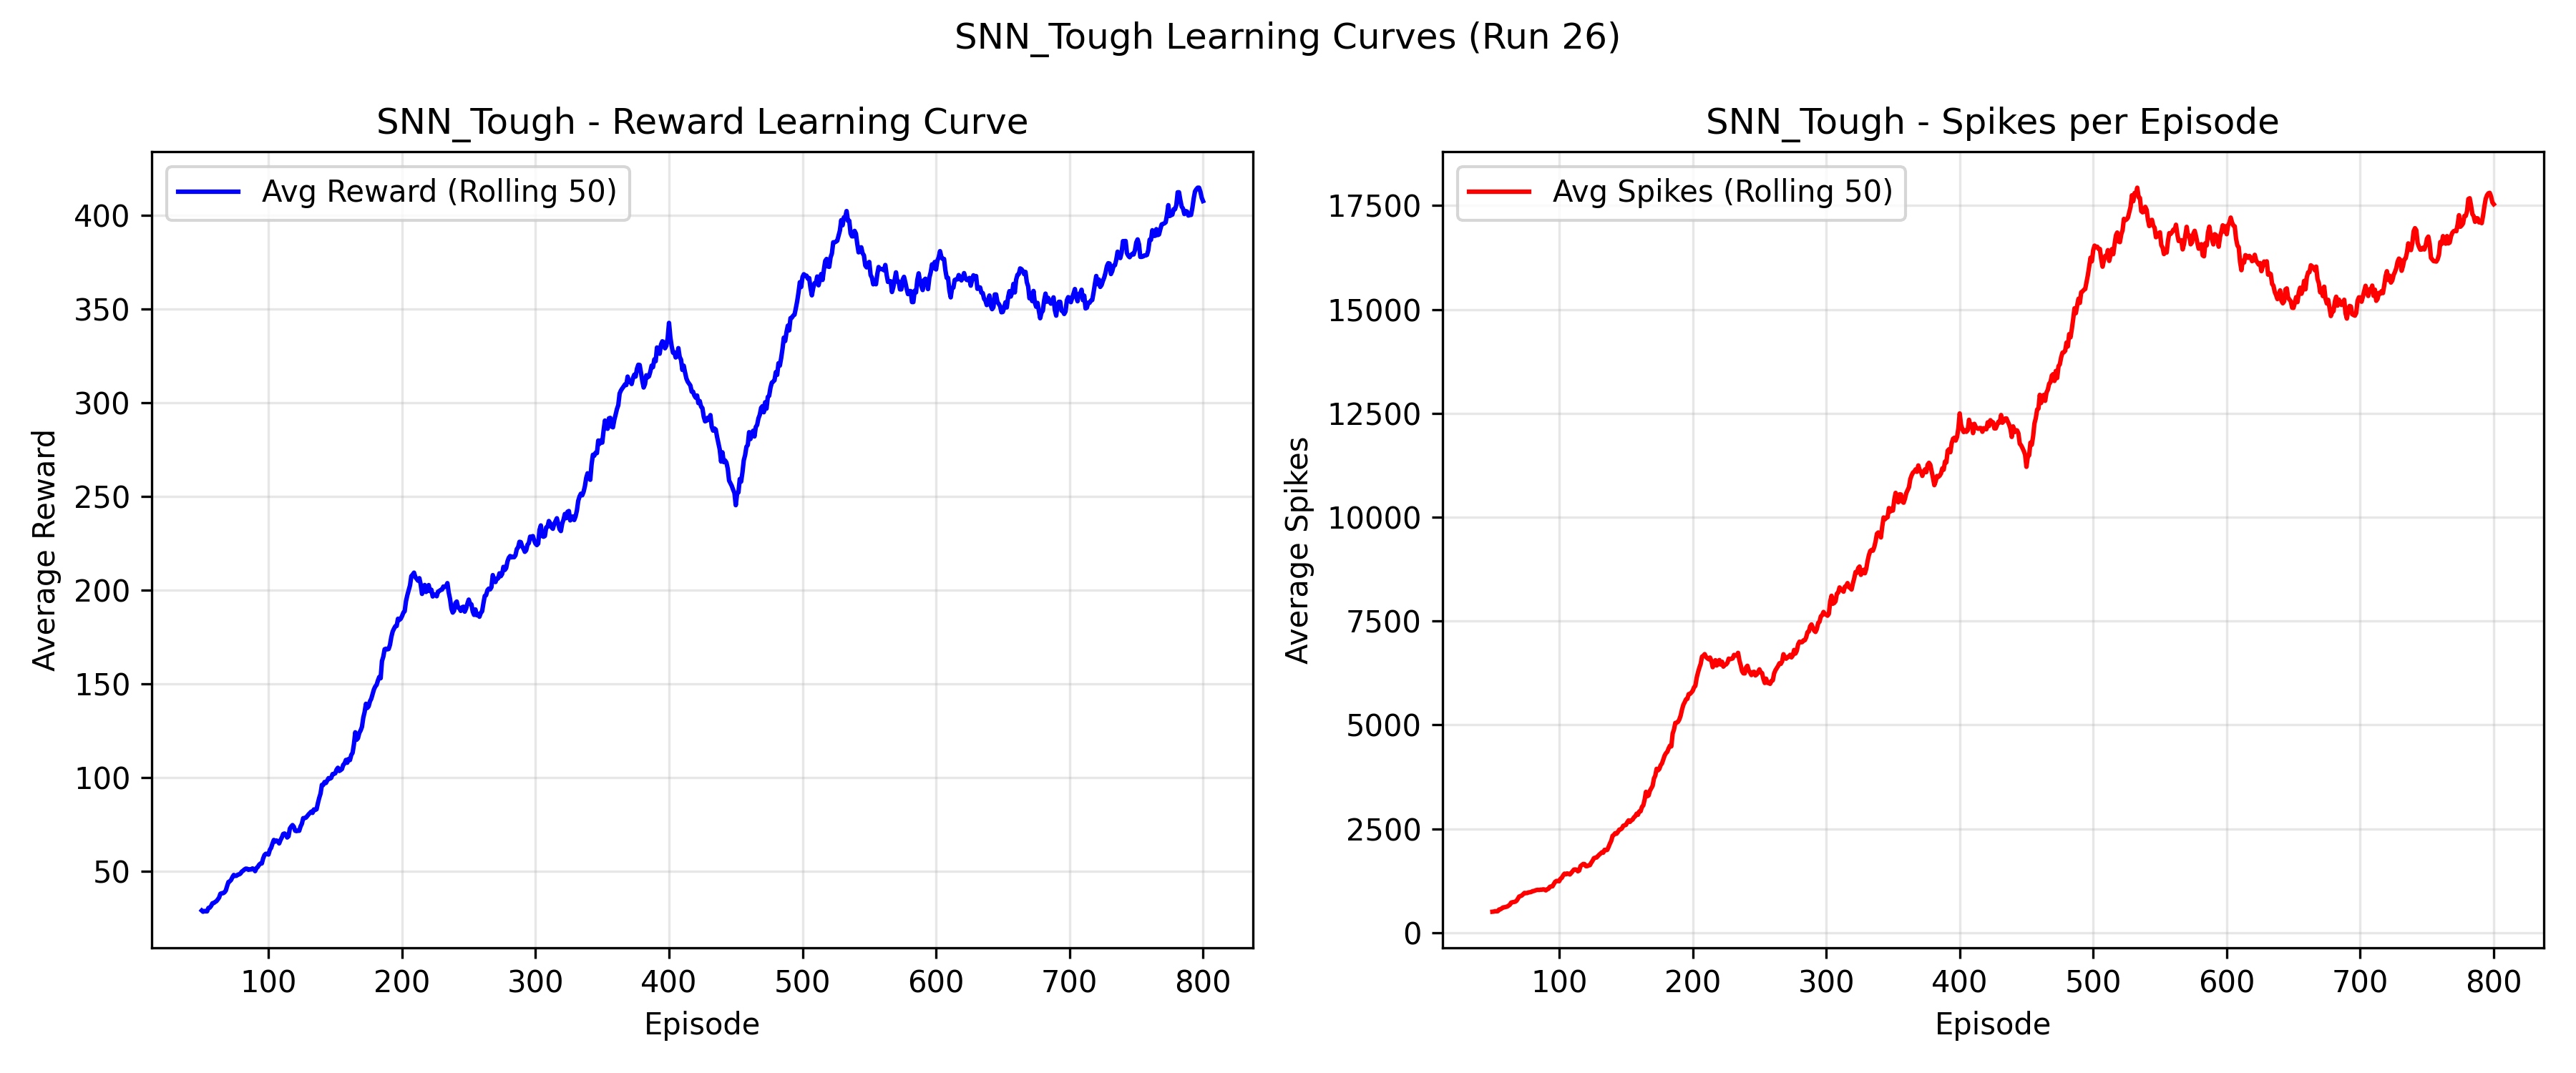 SNN_Tough Learning Curves (Run 26)
SNN_Tough - Reward Learning Curve
Avg Reward (Rolling 50)
Average Reward
400
350
300
250
200
150
100
50
100 200 300 400 500 600 700 800
Episode
SNN_Tough - Spikes per Episode
Avg Spikes (Rolling 50)
Average Spikes
17500
15000
12500
10000
7500
5000
2500
0
100 200 300 400 500 600 700 800
Episode